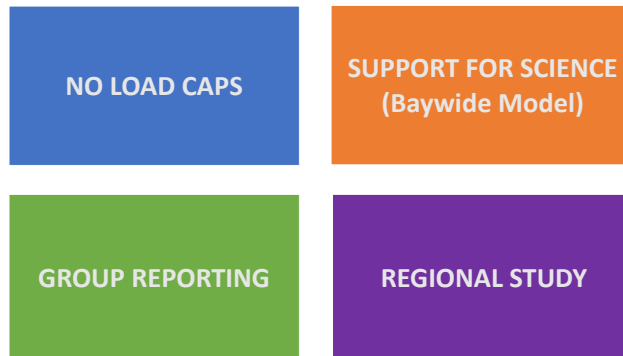 NO LOAD CAPS
SUPPORT FOR SCIENCE
(Baywide Model)
GROUP REPORTING
REGIONAL STUDY